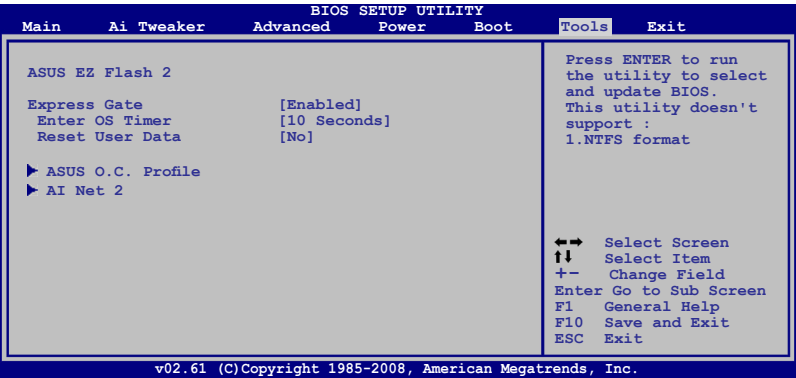 BIOS SETUP UTILITY
Main Ai Tweaker Advanced Power Boot Tools Exit
ASUS EZ Flash 2
Express Gate [Enabled]
Enter OS Timer [10 Seconds]
Reset User Data [No]
ASUS O.C. Profile
AI Net 2
Press ENTER to run
the utility to select
and update BIOS.
This utility doesn't
support :
1.NTFS format
←→ Select Screen
↑↓ Select Item
+- Change Field
Enter Go to Sub Screen
F1 General Help
F10 Save and Exit
ESC Exit
v02.61 (C)Copyright 1985-2008, American Megatrends, Inc.